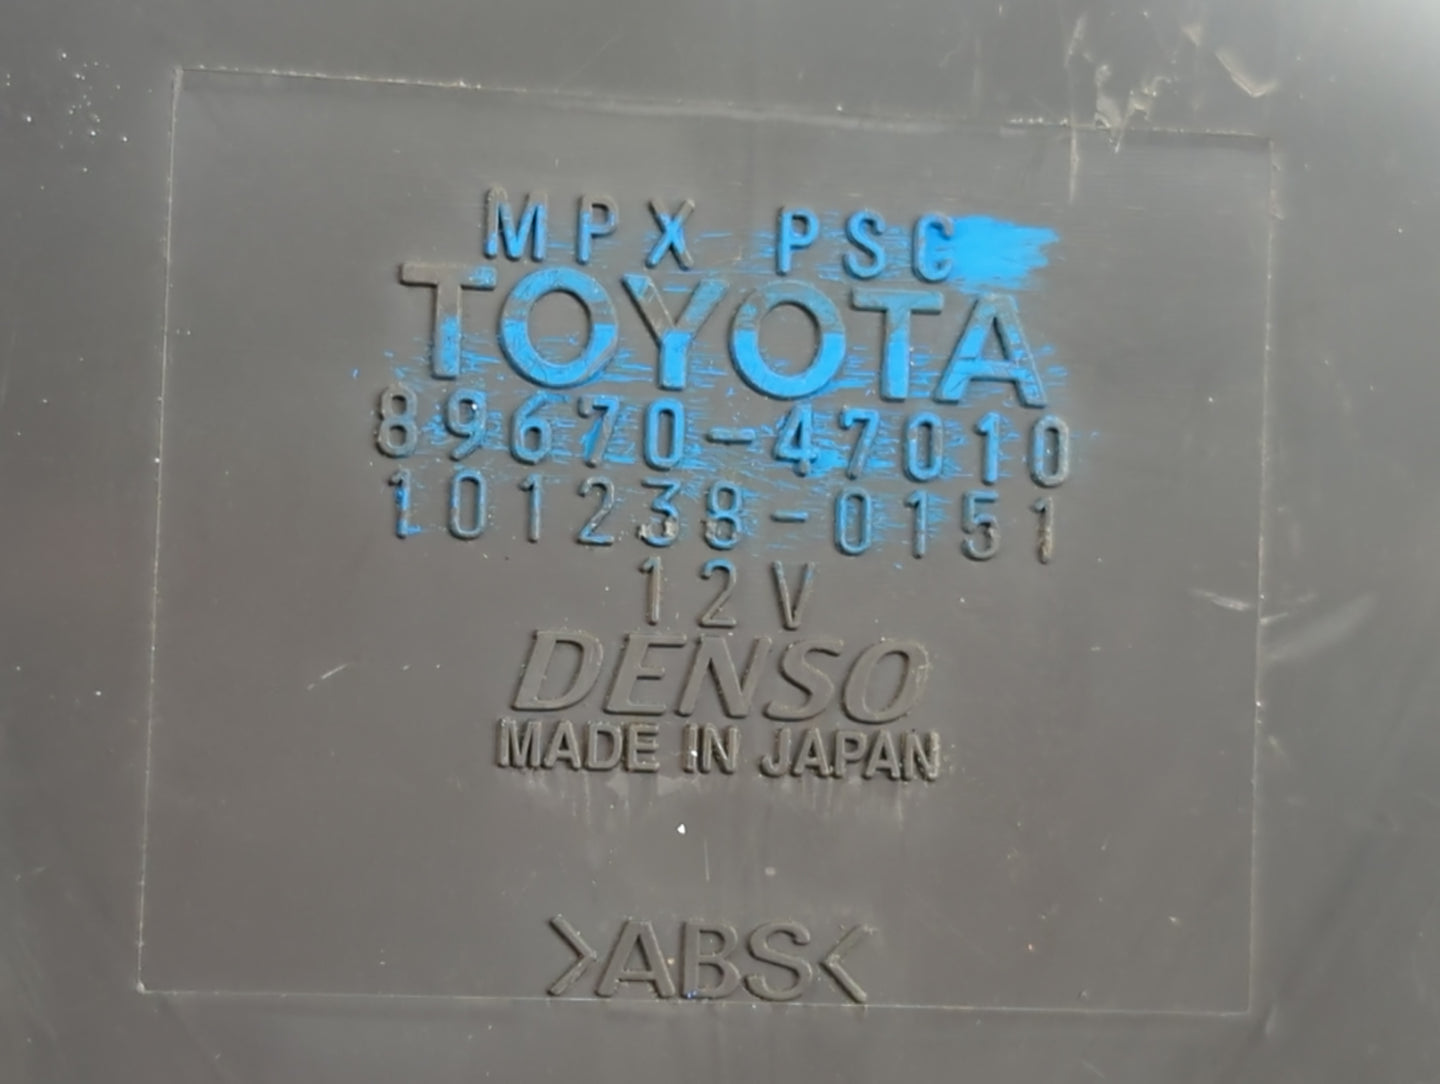 MPX PSC
TOYOTA
89670-47010
101238-0151
12V
DENSO
MADE IN JAPAN
>ABS<